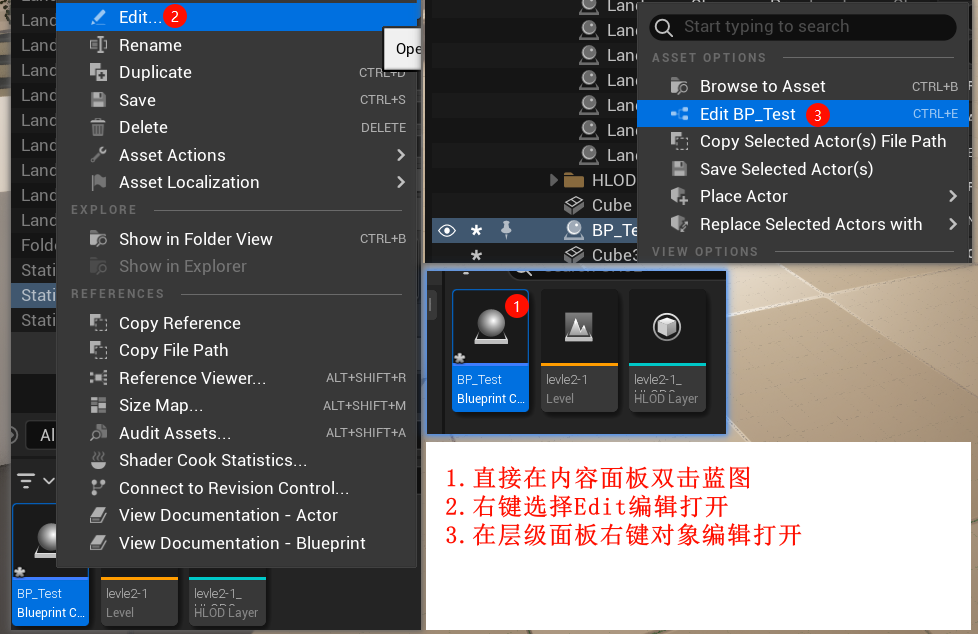 Land
Land
Land
Land
Land
Land
Land
Land
Land
Folde
Stati
Stati
Stati
Edit... 2
Ope
Rename
Duplicate CTRL+D
Save CTRL+S
Delete DELETE
Asset Actions
Asset Localization
EXPLORE
Show in Folder View CTRL+B
Show in Explorer
REFERENCES
Copy Reference
Copy File Path
Reference Viewer... ALT+SHIFT+R
Size Map... ALT+SHIFT+M
Audit Assets... ALT+SHIFT+A
Shader Cook Statistics...
Connect to Revision Control...
View Documentation - Actor
View Documentation - Blueprint
Al
BP_Test
Blueprint C...
levle2-1
Level
levle2-1_
HLOD Layer
Land
Land
Land
Land
Land
Land
Land
HLOD
Cube
BP_Te
Cube3
Start typing to search
ASSET OPTIONS
Browse to Asset CTRL+B
Edit BP_Test 3 CTRL+E
Copy Selected Actor(s) File Path
Save Selected Actor(s)
Place Actor
Replace Selected Actors with
VIEW OPTIONS
1
BP_Test
Blueprint C...
levle2-1
Level
levle2-1_
HLOD Layer
1.直接在内容面板双击蓝图
2.右键选择Edit编辑打开
3.在层级面板右键对象编辑打开